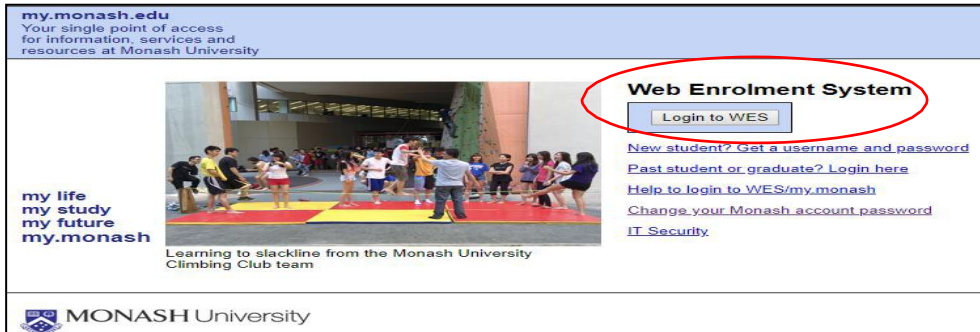 my.monash.edu
Your single point of access
for information, services and
resources at Monash University
Web Enrolment System
Login to WES
New student? Get a username and password
Past student or graduate? Login here
Help to login to WES/my.monash
Change your Monash account password
IT Security
my life
my study
my future
my.monash
Learning to slackline from the Monash University
Climbing Club team
MONASH University